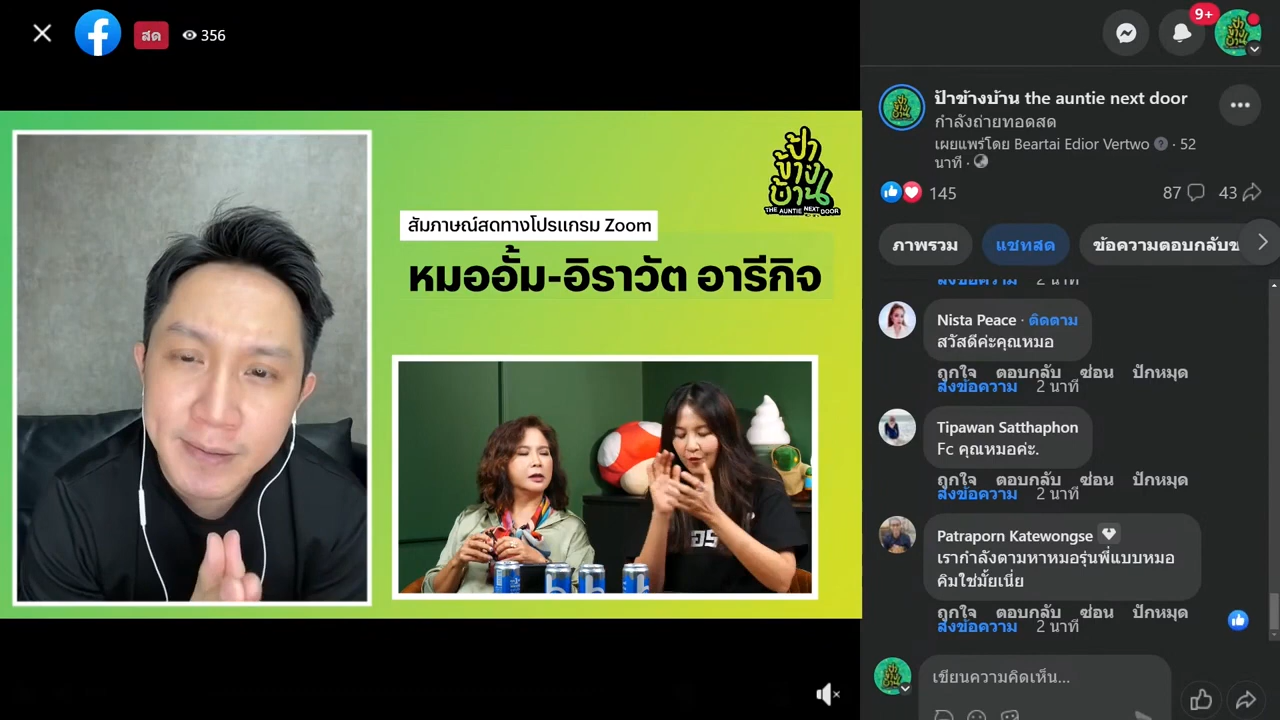 สด
356
สัมภาษณ์สดทางโปรแกรม Zoom
หมออั้ม-อิราวัต อารีกิจ
ป้า
ข้าง
บ้าน
THE AUNTIE NEXT DOOR
9+
ป้าข้างบ้าน the auntie next door
กำลังถ่ายทอดสด
เผยแพร่โดย Beartai Edior Vertwo · 52
นาที ·
145
87
43
ภาพรวม
แชทสด
ข้อความตอบกลับข
ส่งข้อความ 2 นาที
Nista Peace · ติดตาม
สวัสดีค่ะคุณหมอ
ถูกใจ ตอบกลับ ซ่อน ปักหมุด
ส่งข้อความ 2 นาที
Tipawan Satthaphon
Fc คุณหมอค่ะ.
ถูกใจ ตอบกลับ ซ่อน ปักหมุด
ส่งข้อความ 2 นาที
Patraporn Katewongse
เรากำลังตามหาหมอรุ่นพี่แบบหมอ
คิมใช่มั้ยเนี่ย
ถูกใจ ตอบกลับ ซ่อน ปักหมุด
ส่งข้อความ 2 นาที
เขียนความคิดเห็น...